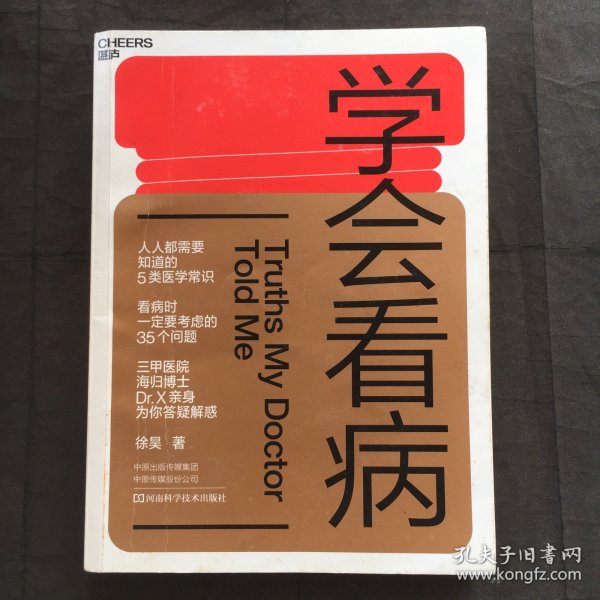 CHEERS
湛庐
学会看病
Truths My Doctor
Told Me
人人都需要
知道的
5类医学常识
看病时
一定要考虑的
35个问题
三甲医院
海归博士
Dr.X亲身
为你答疑解惑
徐昊 著
中原出版传媒集团
中原传媒股份公司
河南科学技术出版社
孔夫子旧書网
www.kongfz.com